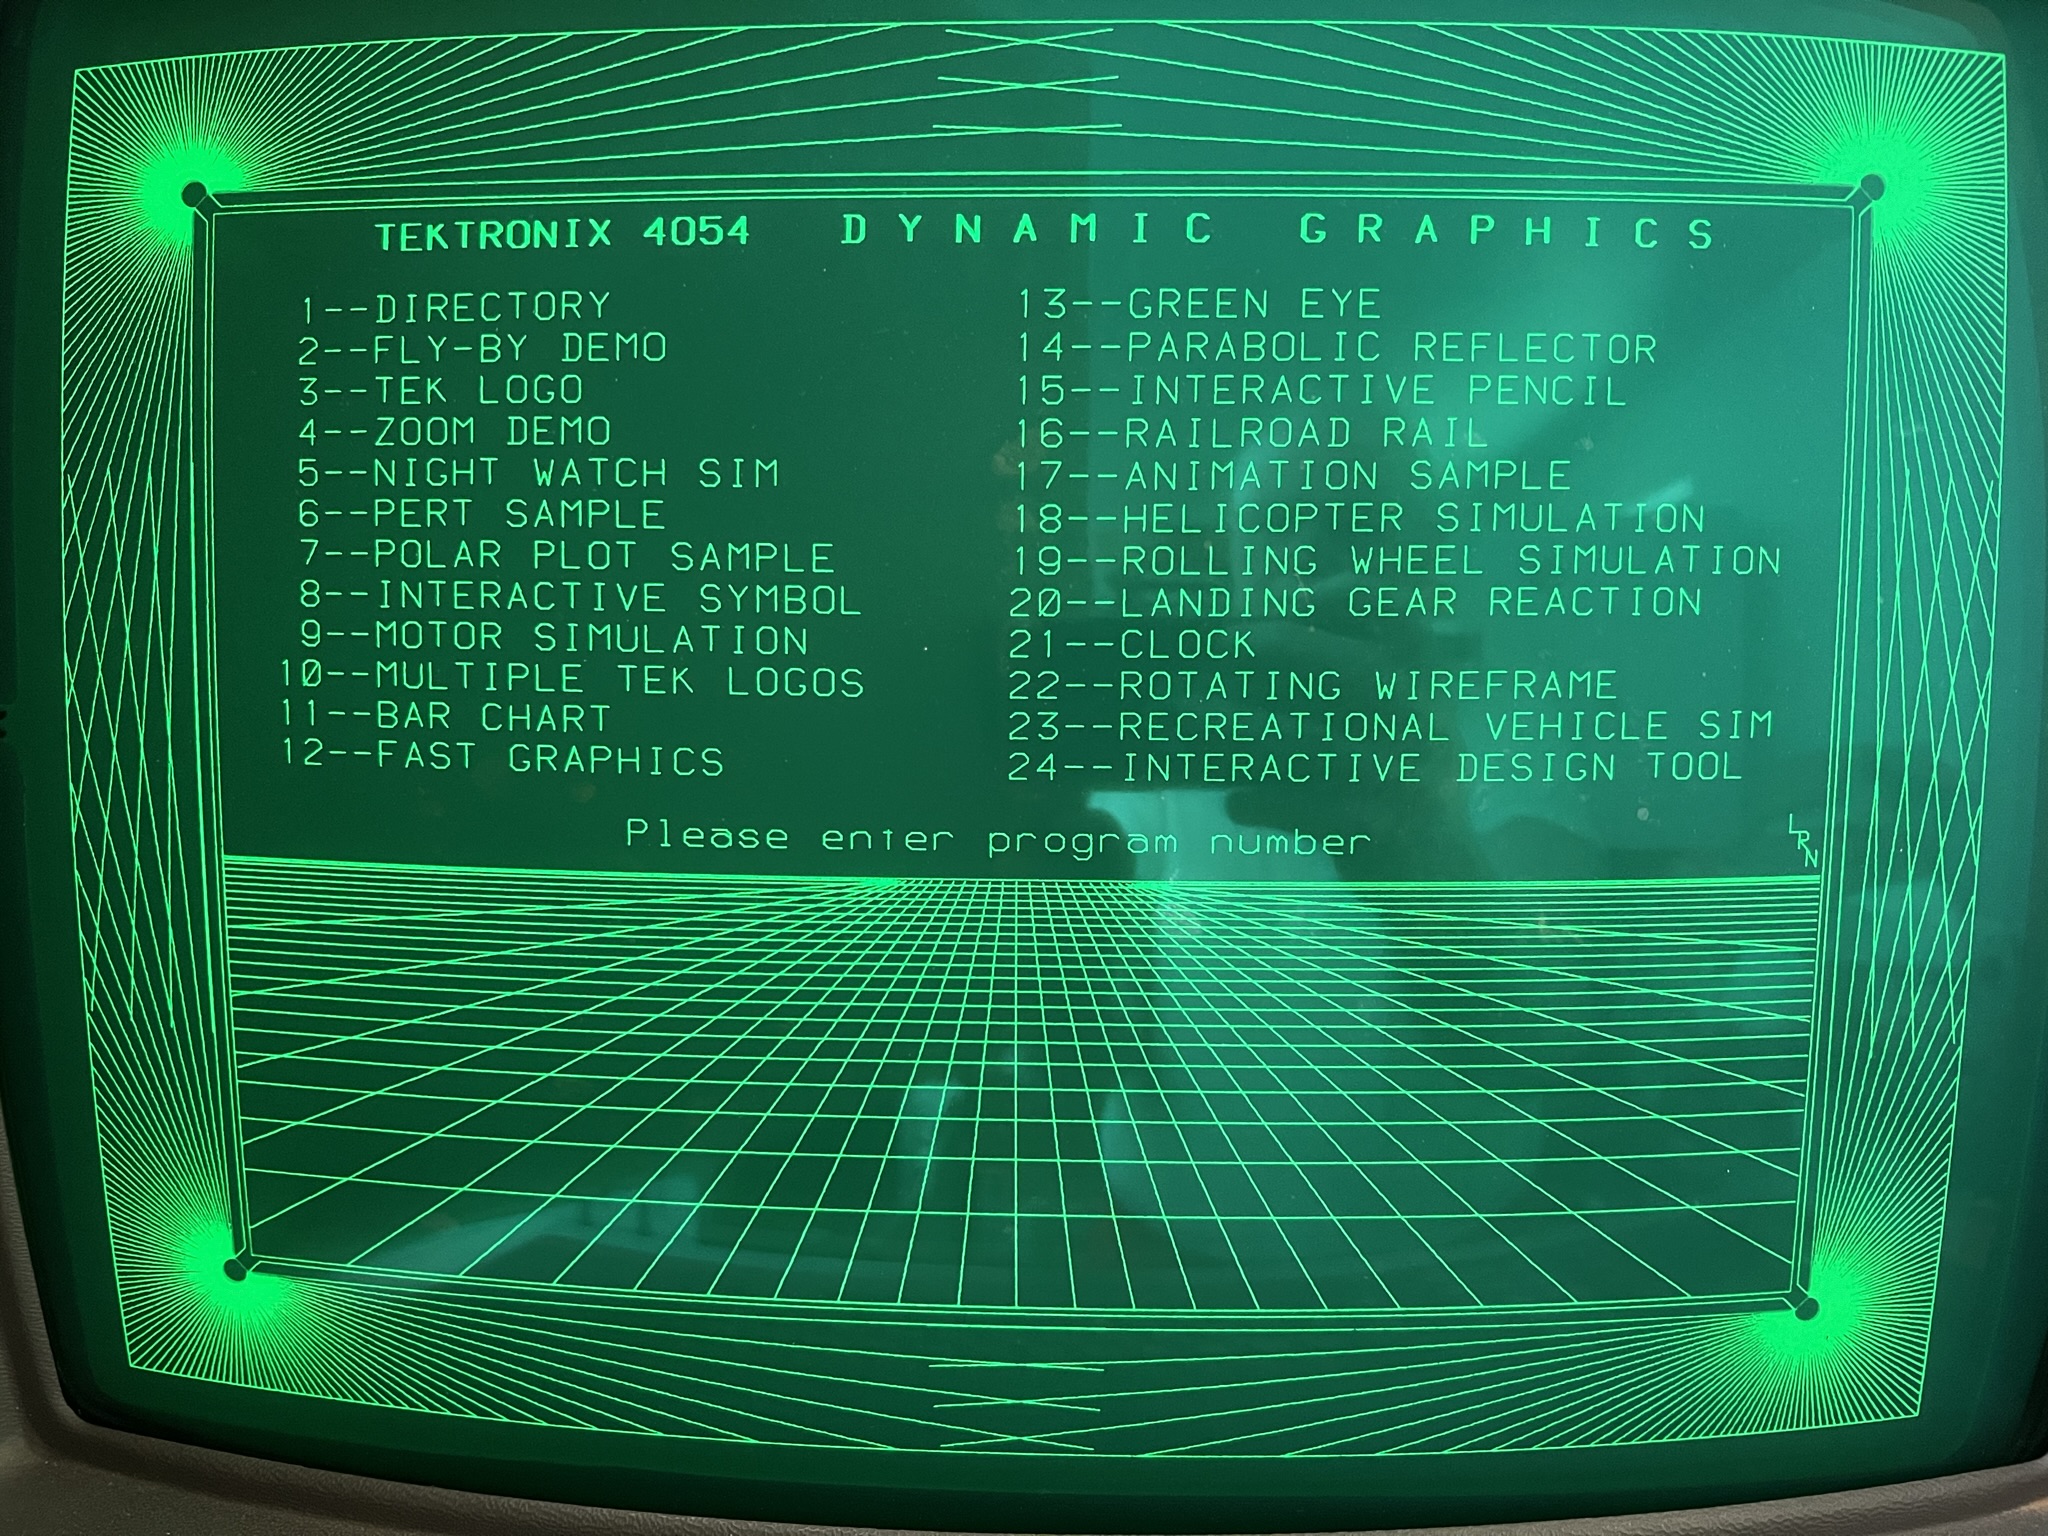 TEKTRONIX 4054 DYNAMIC GRAPHICS
1--DIRECTORY
2--FLY-BY DEMO
3--TEK LOGO
4--ZOOM DEMO
5--NIGHT WATCH SIM
6--PERT SAMPLE
7--POLAR PLOT SAMPLE
8--INTERACTIVE SYMBOL
9--MOTOR SIMULATION
10--MULTIPLE TEK LOGOS
11--BAR CHART
12--FAST GRAPHICS
13--GREEN EYE
14--PARABOLIC REFLECTOR
15--INTERACTIVE PENCIL
16--RAILROAD RAIL
17--ANIMATION SAMPLE
18--HELICOPTER SIMULATION
19--ROLLING WHEEL SIMULATION
20--LANDING GEAR REACTION
21--CLOCK
22--ROTATING WIREFRAME
23--RECREATIONAL VEHICLE SIM
24--INTERACTIVE DESIGN TOOL
Please enter program number
LRN